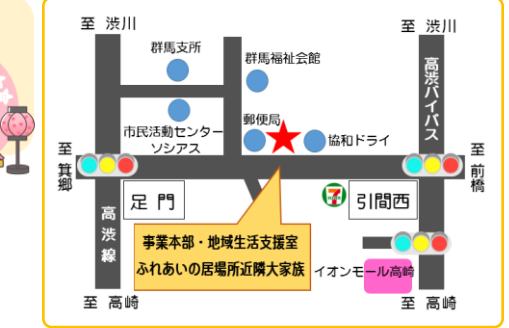 至 渋川
至 渋川
群馬支所
群馬福祉会館
高渋バイパス
郵便局
市民活動センター
ソシアス
協和ドライ
至 箕郷
至 前橋
足 門
7
引間西
高渋線
事業本部・地域生活支援室
ふれあいの居場所近隣大家族
イオンモール高崎
至 高崎
至 高崎